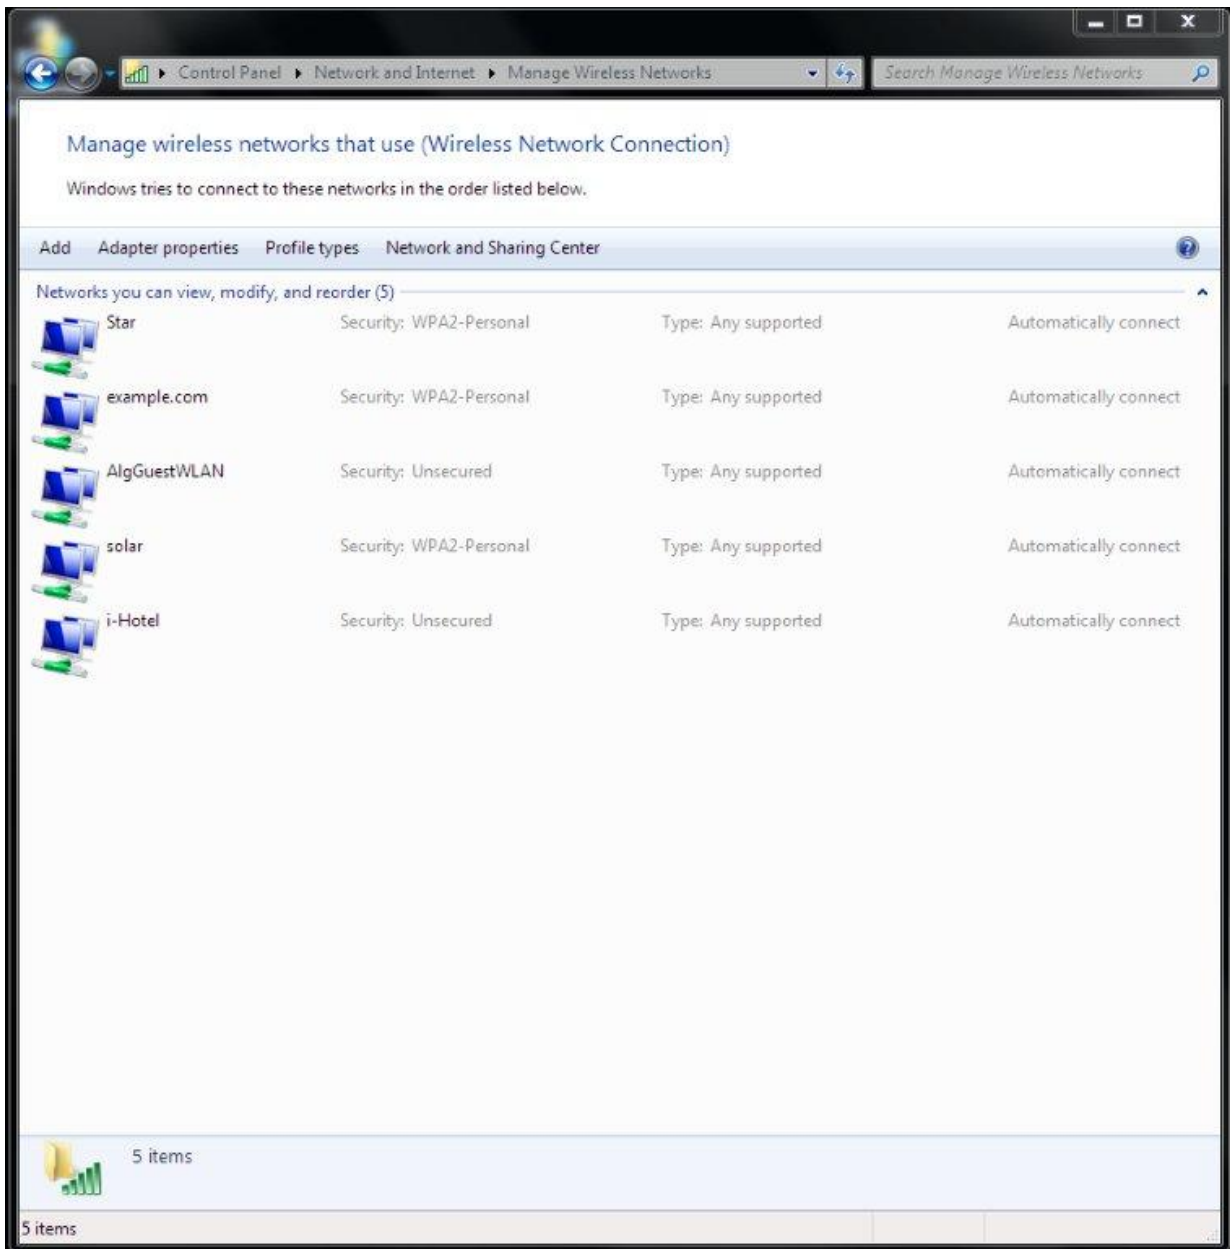 Control Panel Network and Internet Manage Wireless Networks Search Manage Wireless Networks
Manage wireless networks that use (Wireless Network Connection)
Windows tries to connect to these networks in the order listed below.
Add Adapter properties Profile types Network and Sharing Center
Networks you can view, modify, and reorder (5)
Star Security: WPA2-Personal Type: Any supported Automatically connect
example.com Security: WPA2-Personal Type: Any supported Automatically connect
AlgGuestWLAN Security: Unsecured Type: Any supported Automatically connect
solar Security: WPA2-Personal Type: Any supported Automatically connect
i-Hotel Security: Unsecured Type: Any supported Automatically connect
5 items
5 items